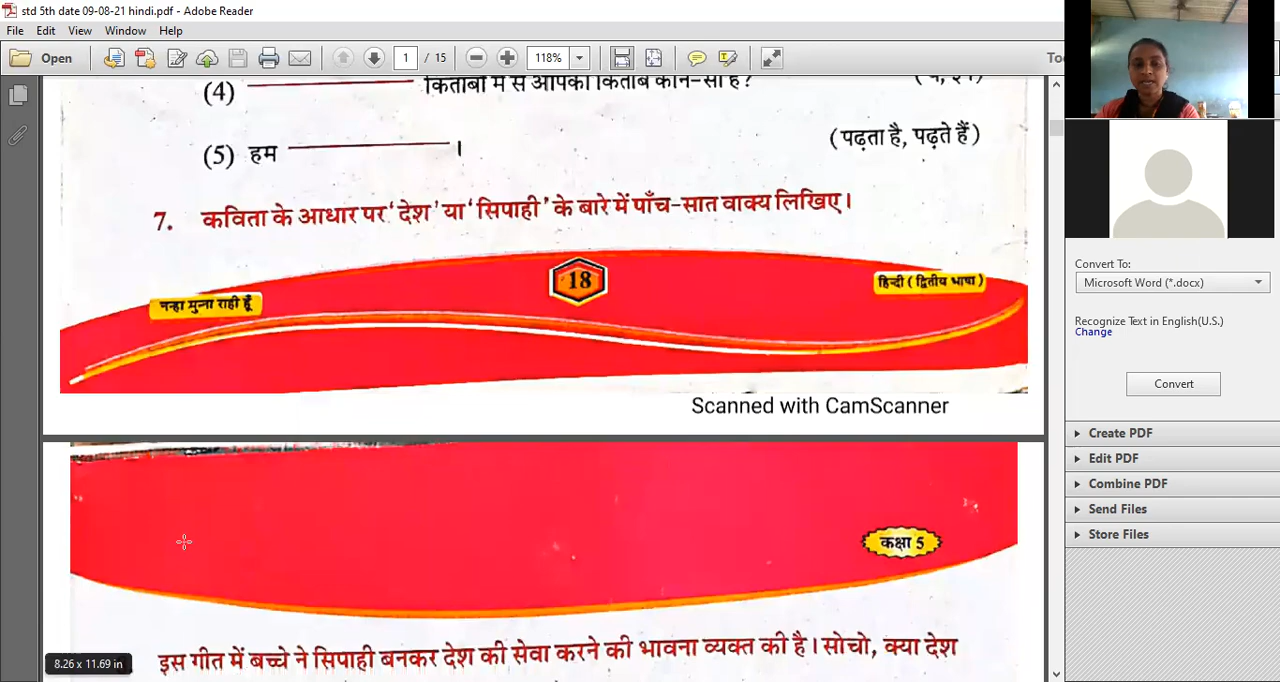 std 5th date 09-08-21 hindi.pdf - Adobe Reader
File Edit View Window Help
Open 1 / 15 118%
(4) किताबों में से आपकी किताब कौन-सी है?
(5) हम ————— । (पढ़ता है, पढ़ते हैं)
7. कविता के आधार पर 'देश' या 'सिपाही' के बारे में पाँच-सात वाक्य लिखिए।
18
नन्हा मुन्ना राही हूँ
हिन्दी (द्वितीय भाषा)
Scanned with CamScanner
कक्षा 5
इस गीत में बच्चे ने सिपाही बनकर देश की सेवा करने की भावना व्यक्त की है। सोचो, क्या देश
8.26 x 11.69 in
Convert To:
Microsoft Word (*.docx)
Recognize Text in English(U.S.)
Change
Convert
Create PDF
Edit PDF
Combine PDF
Send Files
Store Files